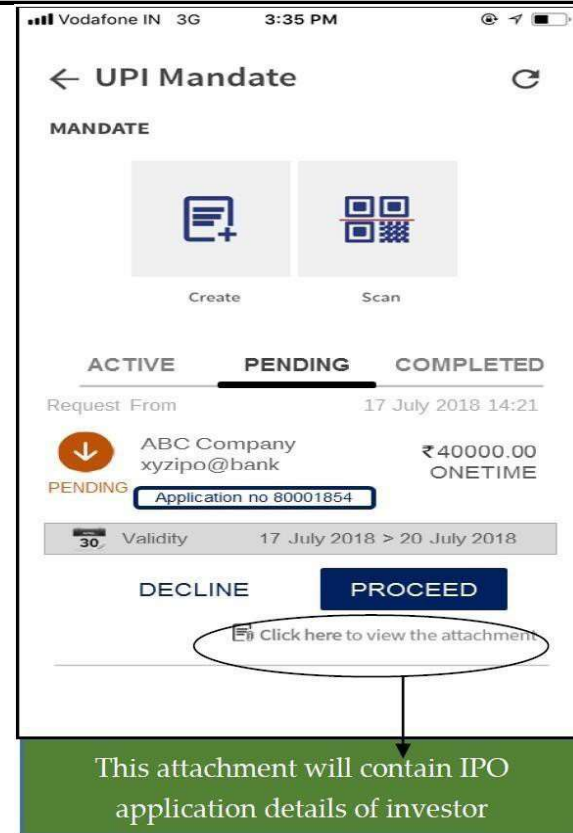 Vodafone IN 3G 3:35 PM
← UPI Mandate
MANDATE
Create Scan
ACTIVE PENDING COMPLETED
Request From 17 July 2018 14:21
ABC Company ₹40000.00
xyzipo@bank ONETIME
PENDING
Application no 80001854
30 Validity 17 July 2018 > 20 July 2018
DECLINE PROCEED
Click here to view the attachment
This attachment will contain IPO
application details of investor